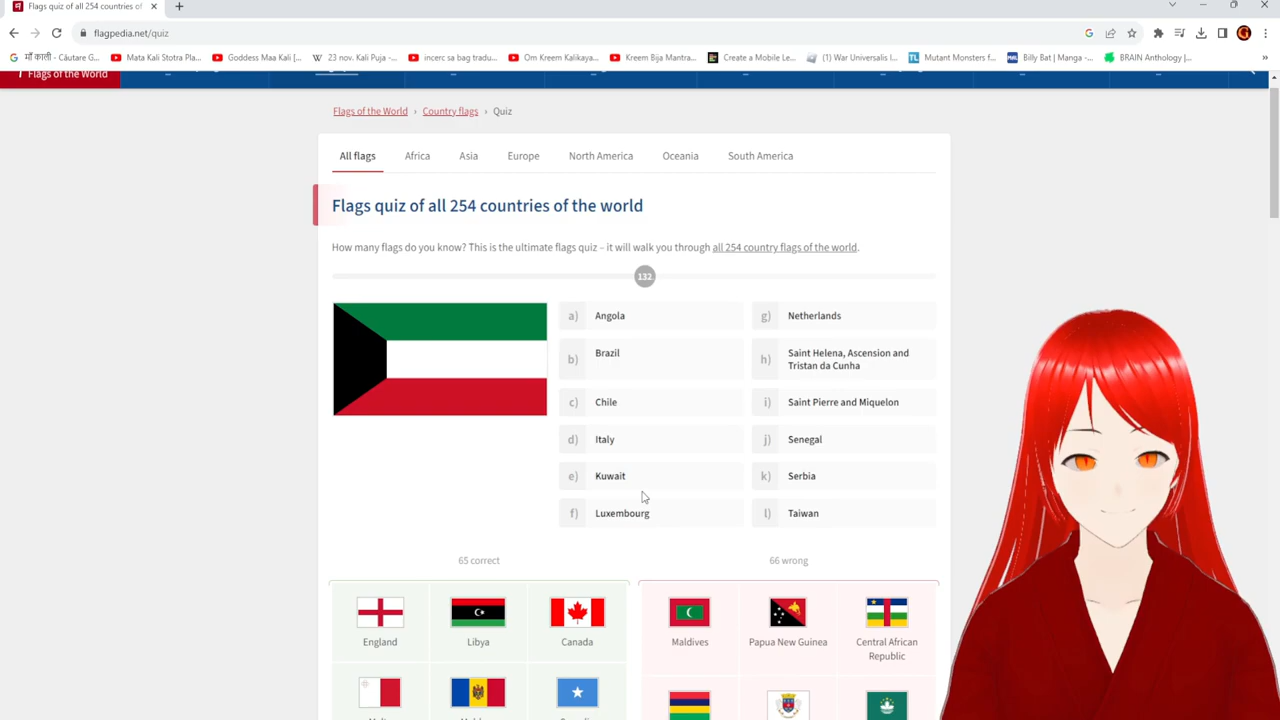 Flags quiz of all 254 countries of
flagpedia.net/quiz
माँ काली - Căutare G...
Mata Kali Stotra Pla...
Goddess Maa Kali [...
23 nov. Kali Puja -...
incerc sa bag tradu...
Om Kreem Kalikaya...
Kreem Bija Mantra...
Create a Mobile Le...
(1) War Universalis I...
Mutant Monsters f...
Billy Bat | Manga -...
BRAIN Anthology |...
Flags of the World
Flags of the World › Country flags › Quiz
All flags Africa Asia Europe North America Oceania South America
Flags quiz of all 254 countries of the world
How many flags do you know? This is the ultimate flags quiz – it will walk you through all 254 country flags of the world.
132
a) Angola
b) Brazil
c) Chile
d) Italy
e) Kuwait
f) Luxembourg
g) Netherlands
h) Saint Helena, Ascension and
Tristan da Cunha
i) Saint Pierre and Miquelon
j) Senegal
k) Serbia
l) Taiwan
65 correct
66 wrong
England
Libya
Canada
Maldives
Papua New Guinea
Central African
Republic